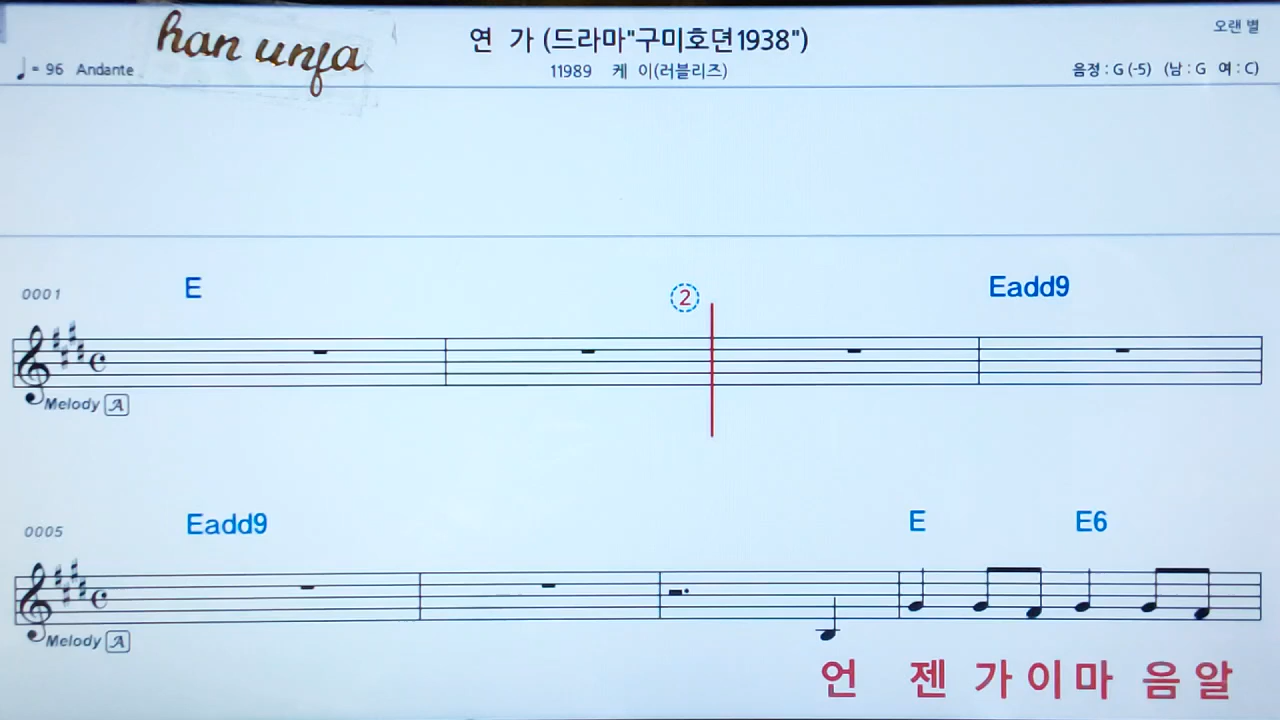 han unfa
연 가 (드라마"구미호뎐1938")
오랜 별
♩= 96 Andante
11989 케 이(러블리즈)
음정 : G (-5) (남 : G 여 : C)
0001 E ② Eadd9
Melody A
0005 Eadd9 E E6
Melody A
언 젠 가 이 마 음 알